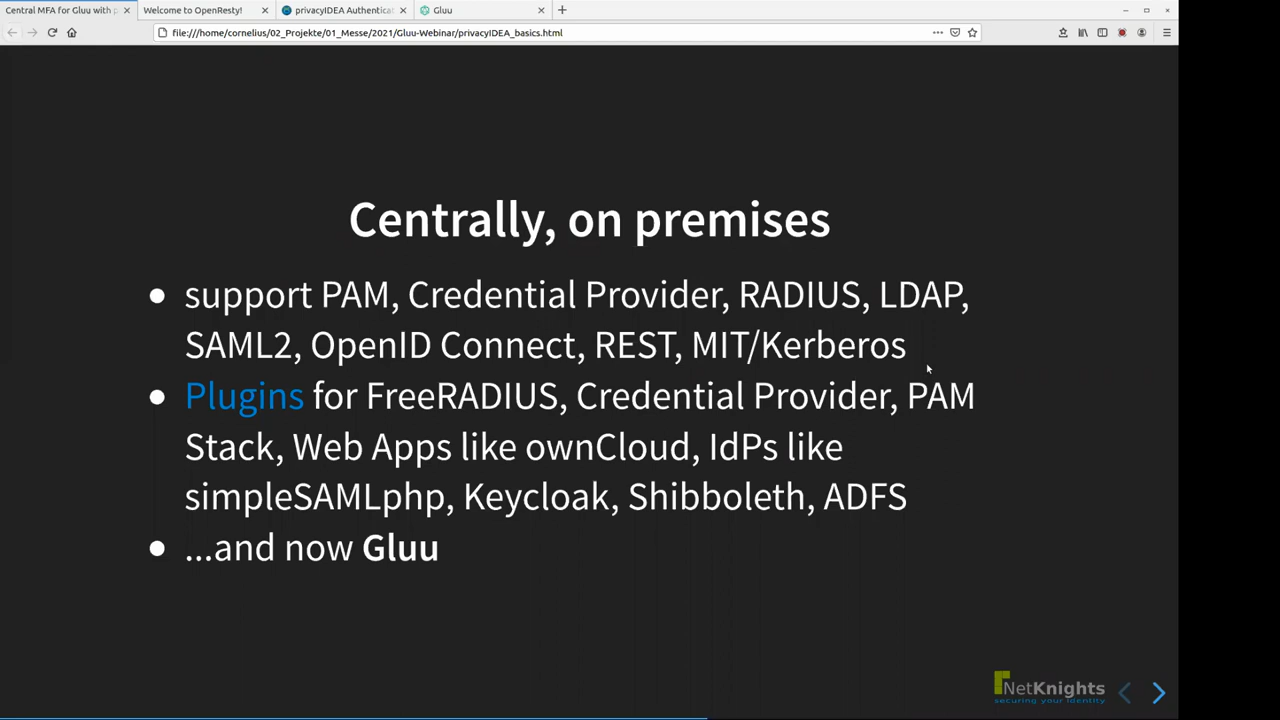 Central MFA for Gluu with p
Welcome to OpenResty!
privacyIDEA Authenticat
Gluu
file:///home/cornelius/02_Projekte/01_Messe/2021/Gluu-Webinar/privacyIDEA_basics.html
Centrally, on premises
support PAM, Credential Provider, RADIUS, LDAP,
SAML2, OpenID Connect, REST, MIT/Kerberos
Plugins for FreeRADIUS, Credential Provider, PAM
Stack, Web Apps like ownCloud, IdPs like
simpleSAMLphp, Keycloak, Shibboleth, ADFS
...and now Gluu
NetKnights
securing your identity